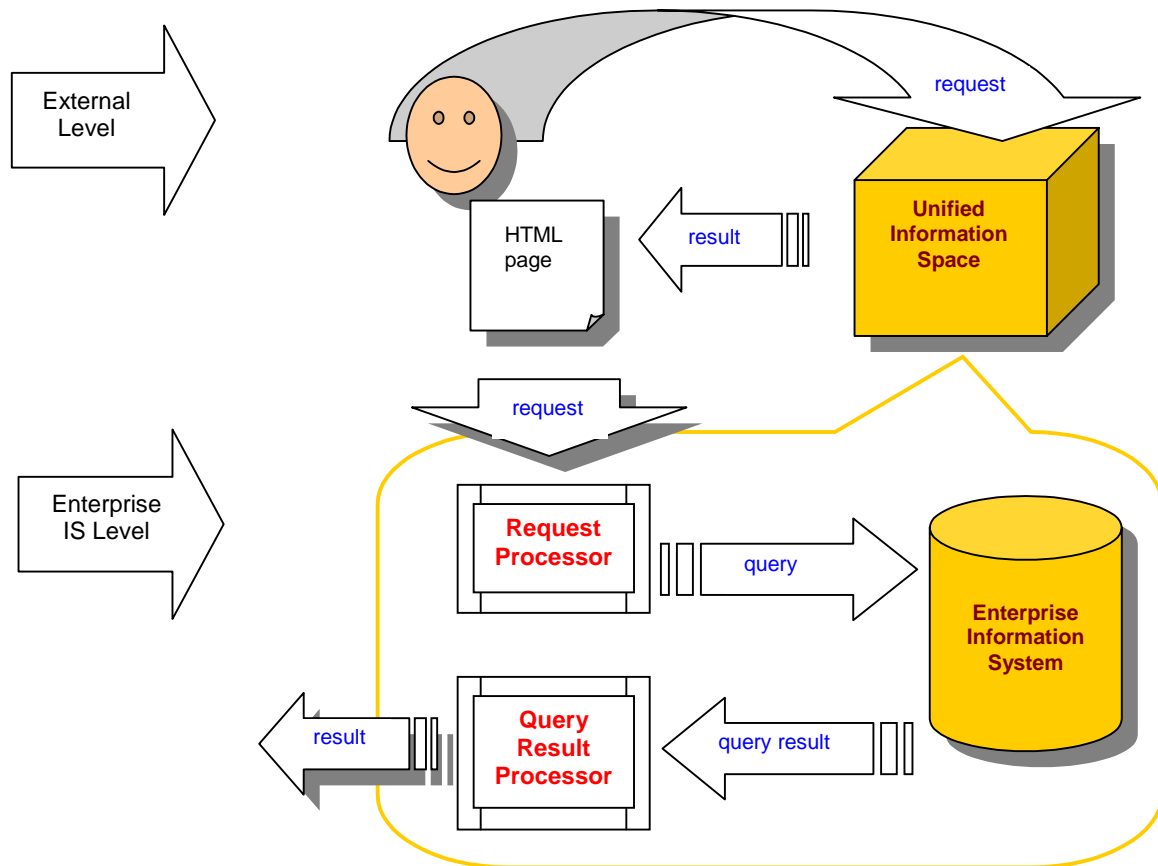 External
Level
request
Unified
Information
Space
result
HTML
page
request
Enterprise
IS Level
Request
Processor
query
Enterprise
Information
System
Query
Result
Processor
result
query result